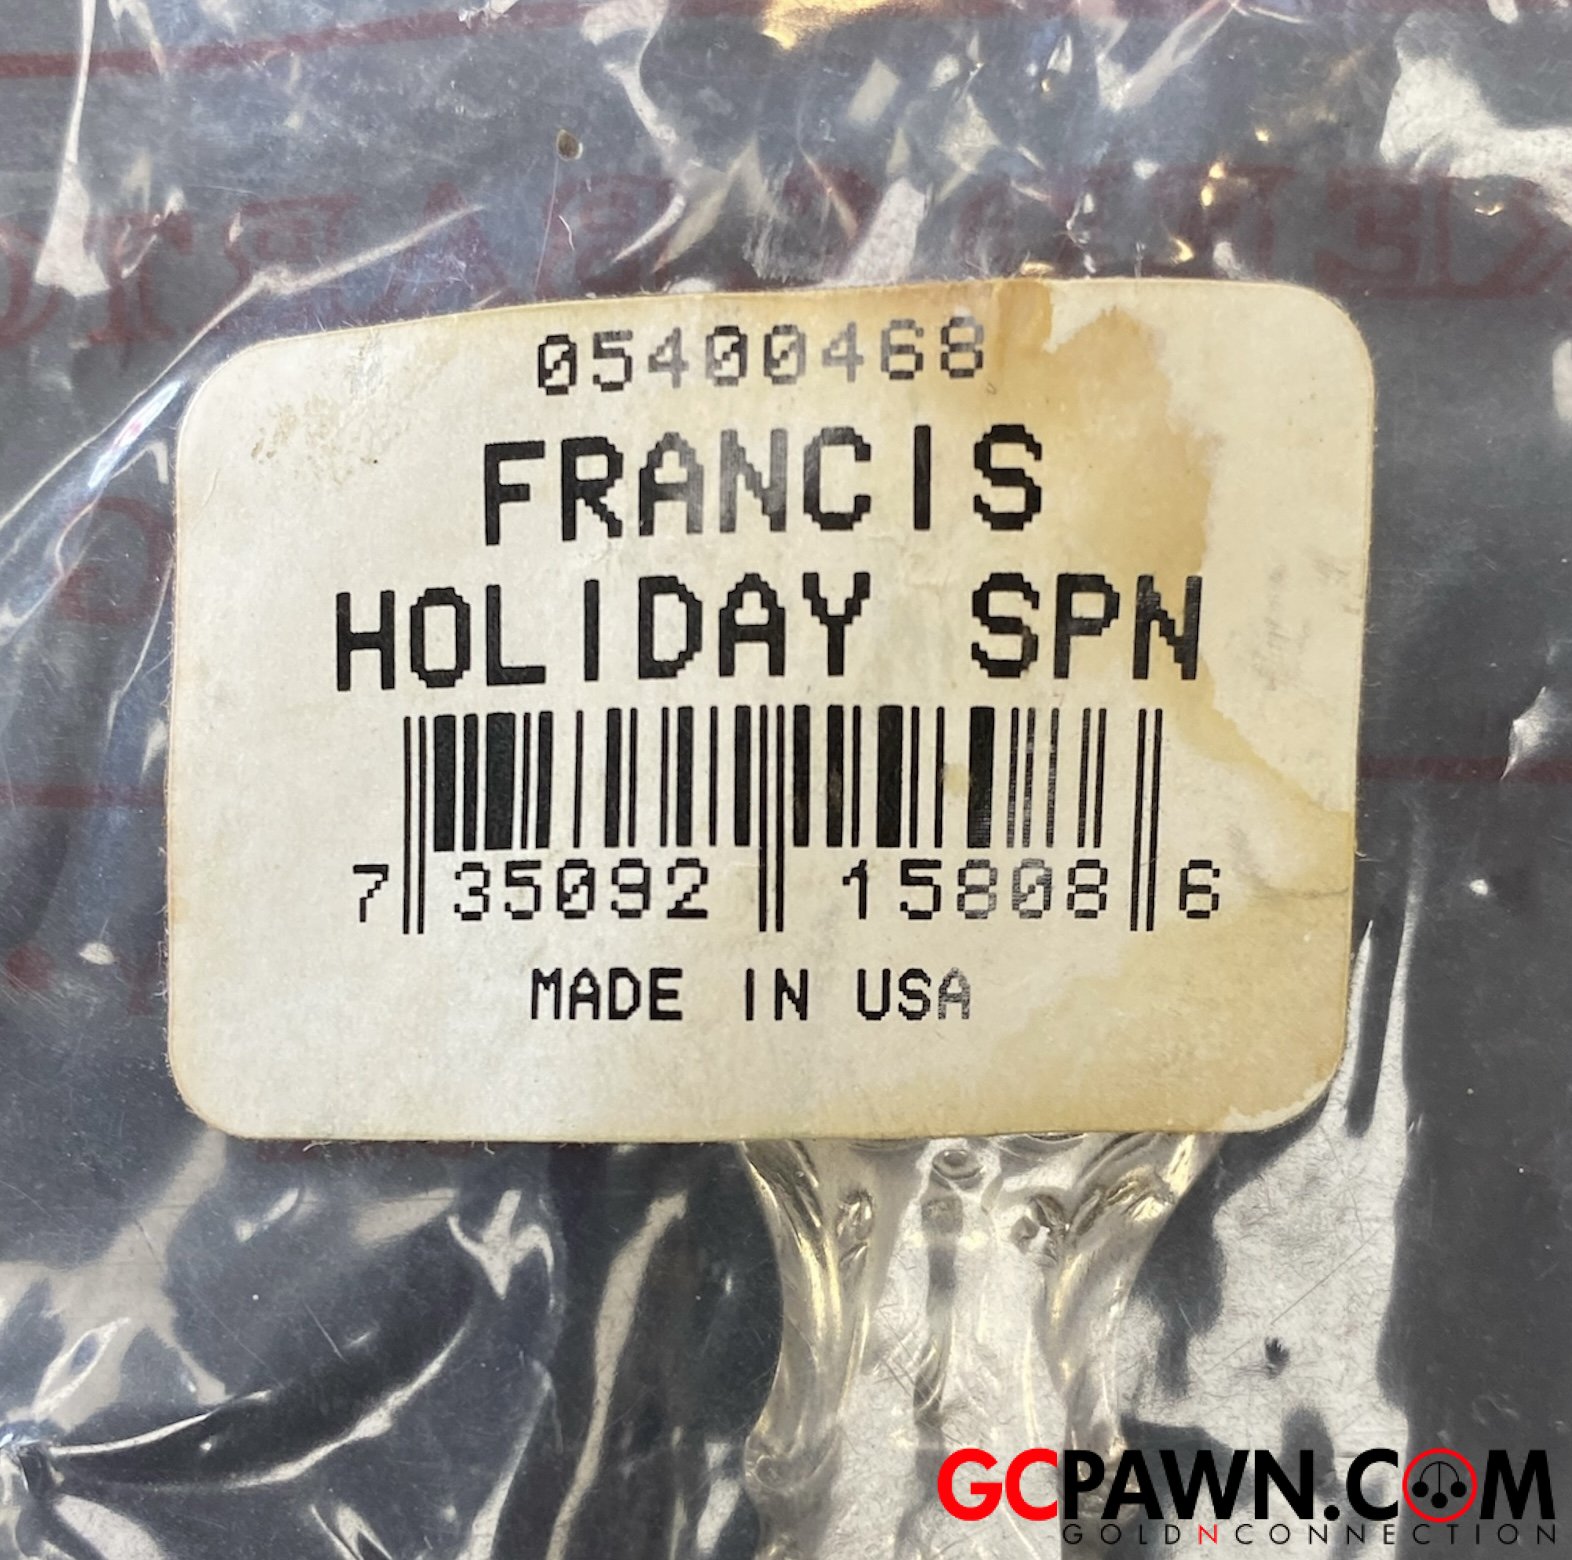 05400468
FRANCIS
HOLIDAY SPN
7 35092 15808 6
MADE IN USA
GCPAWN.COM
GOLDNCONNECTION